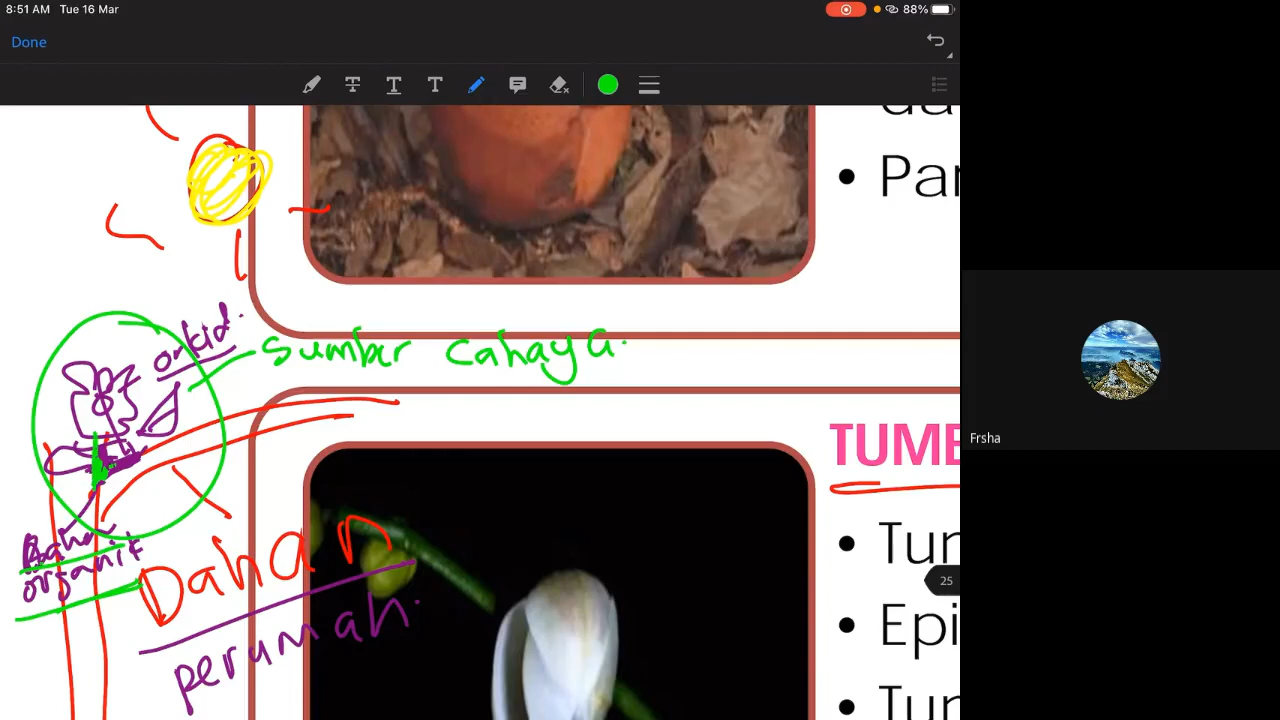 8:51 AM Tue 16 Mar
88%
Done
T T T
• Par
orkid.
Sumber Cahaya.
TUME
• Tun
• Epi
• Tur
25
Bahan
organik
Dahan
perumah.
Frsha